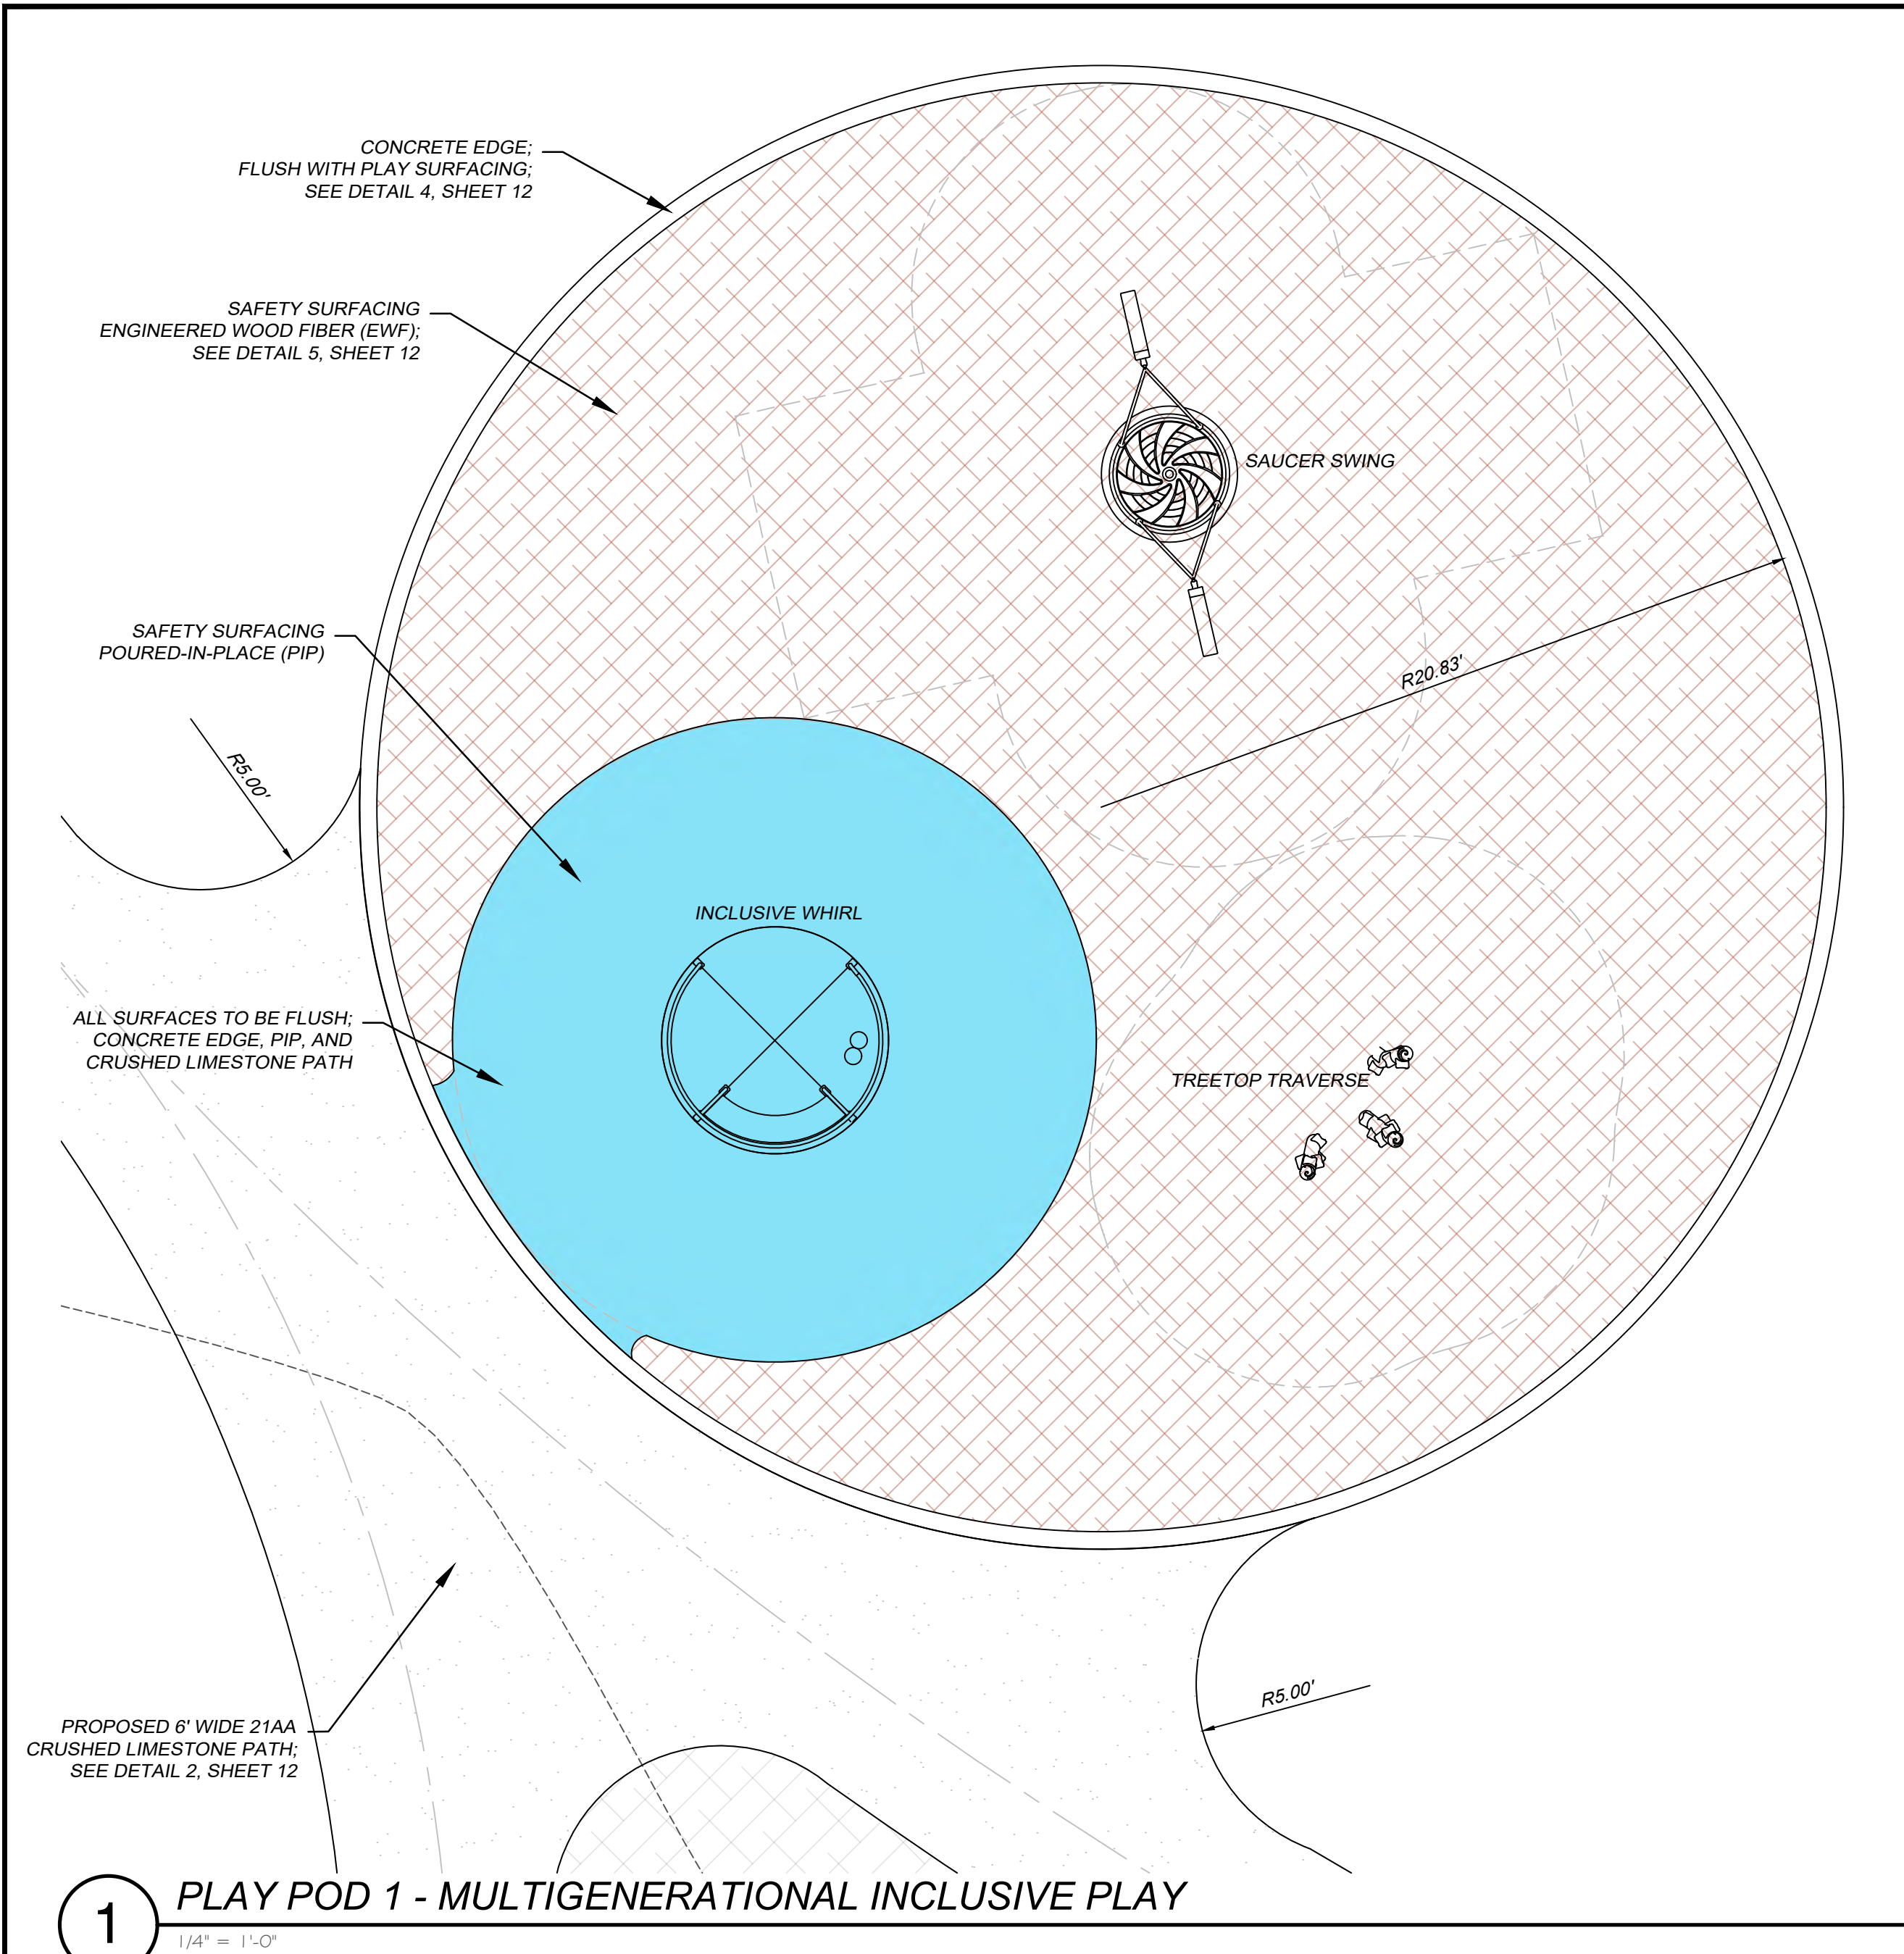 CONCRETE EDGE;
FLUSH WITH PLAY SURFACING;
SEE DETAIL 4, SHEET 12
SAFETY SURFACING
ENGINEERED WOOD FIBER (EWF);
SEE DETAIL 5, SHEET 12
SAUCER SWING
SAFETY SURFACING
POURED-IN-PLACE (PIP)
R20.83'
R5.00'
INCLUSIVE WHIRL
ALL SURFACES TO BE FLUSH;
CONCRETE EDGE, PIP, AND
CRUSHED LIMESTONE PATH
TREETOP TRAVERSE
R5.00'
PROPOSED 6' WIDE 21AA
CRUSHED LIMESTONE PATH;
SEE DETAIL 2, SHEET 12
1
PLAY POD 1 - MULTIGENERATIONAL INCLUSIVE PLAY
1/4" = 1'-0"